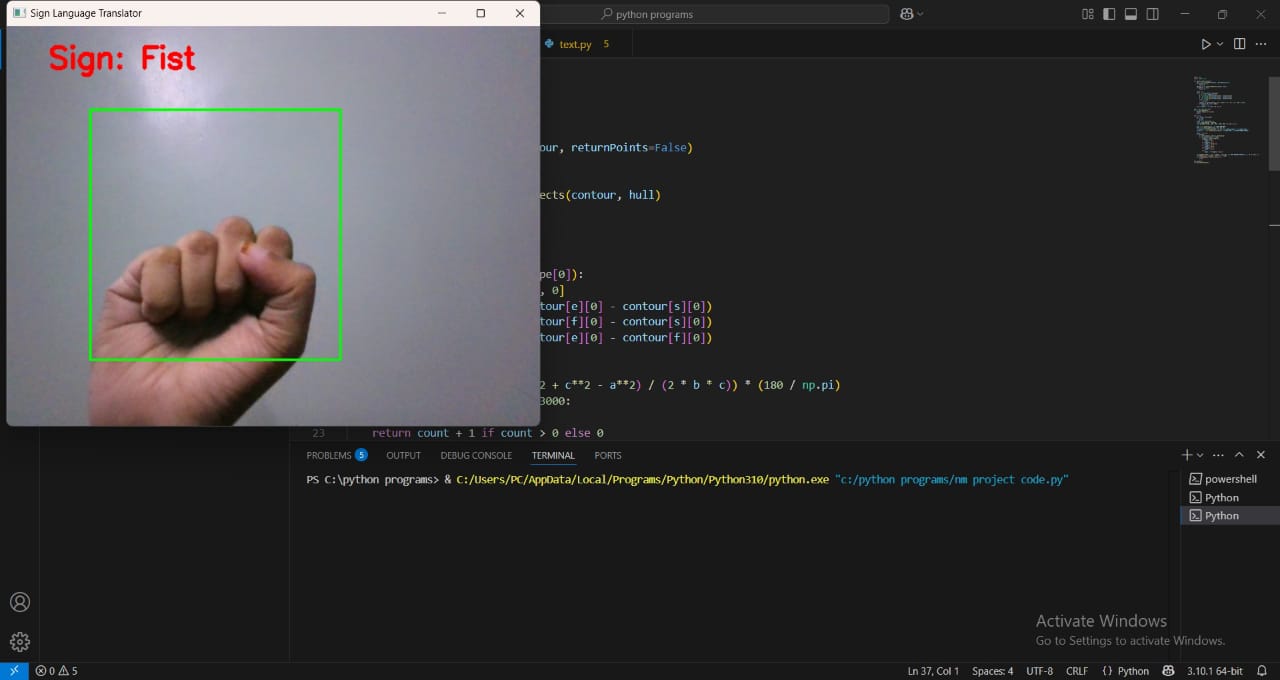 Sign Language Translator
python programs
Sign: Fist
text.py 5
our, returnPoints=False)
ects(contour, hull)
pe[0]):
, 0]
tour[e][0] - contour[s][0])
tour[f][0] - contour[s][0])
tour[e][0] - contour[f][0])
2 + c**2 - a**2) / (2 * b * c)) * (180 / np.pi)
3000:
23 return count + 1 if count > 0 else 0
PROBLEMS 5 OUTPUT DEBUG CONSOLE TERMINAL PORTS
PS C:\python programs> & C:/Users/PC/AppData/Local/Programs/Python/Python310/python.exe "c:/python programs/nm project code.py"
powershell
Python
Python
Activate Windows
Go to Settings to activate Windows.
0 5 Ln 37, Col 1 Spaces: 4 UTF-8 CRLF {} Python 3.10.1 64-bit